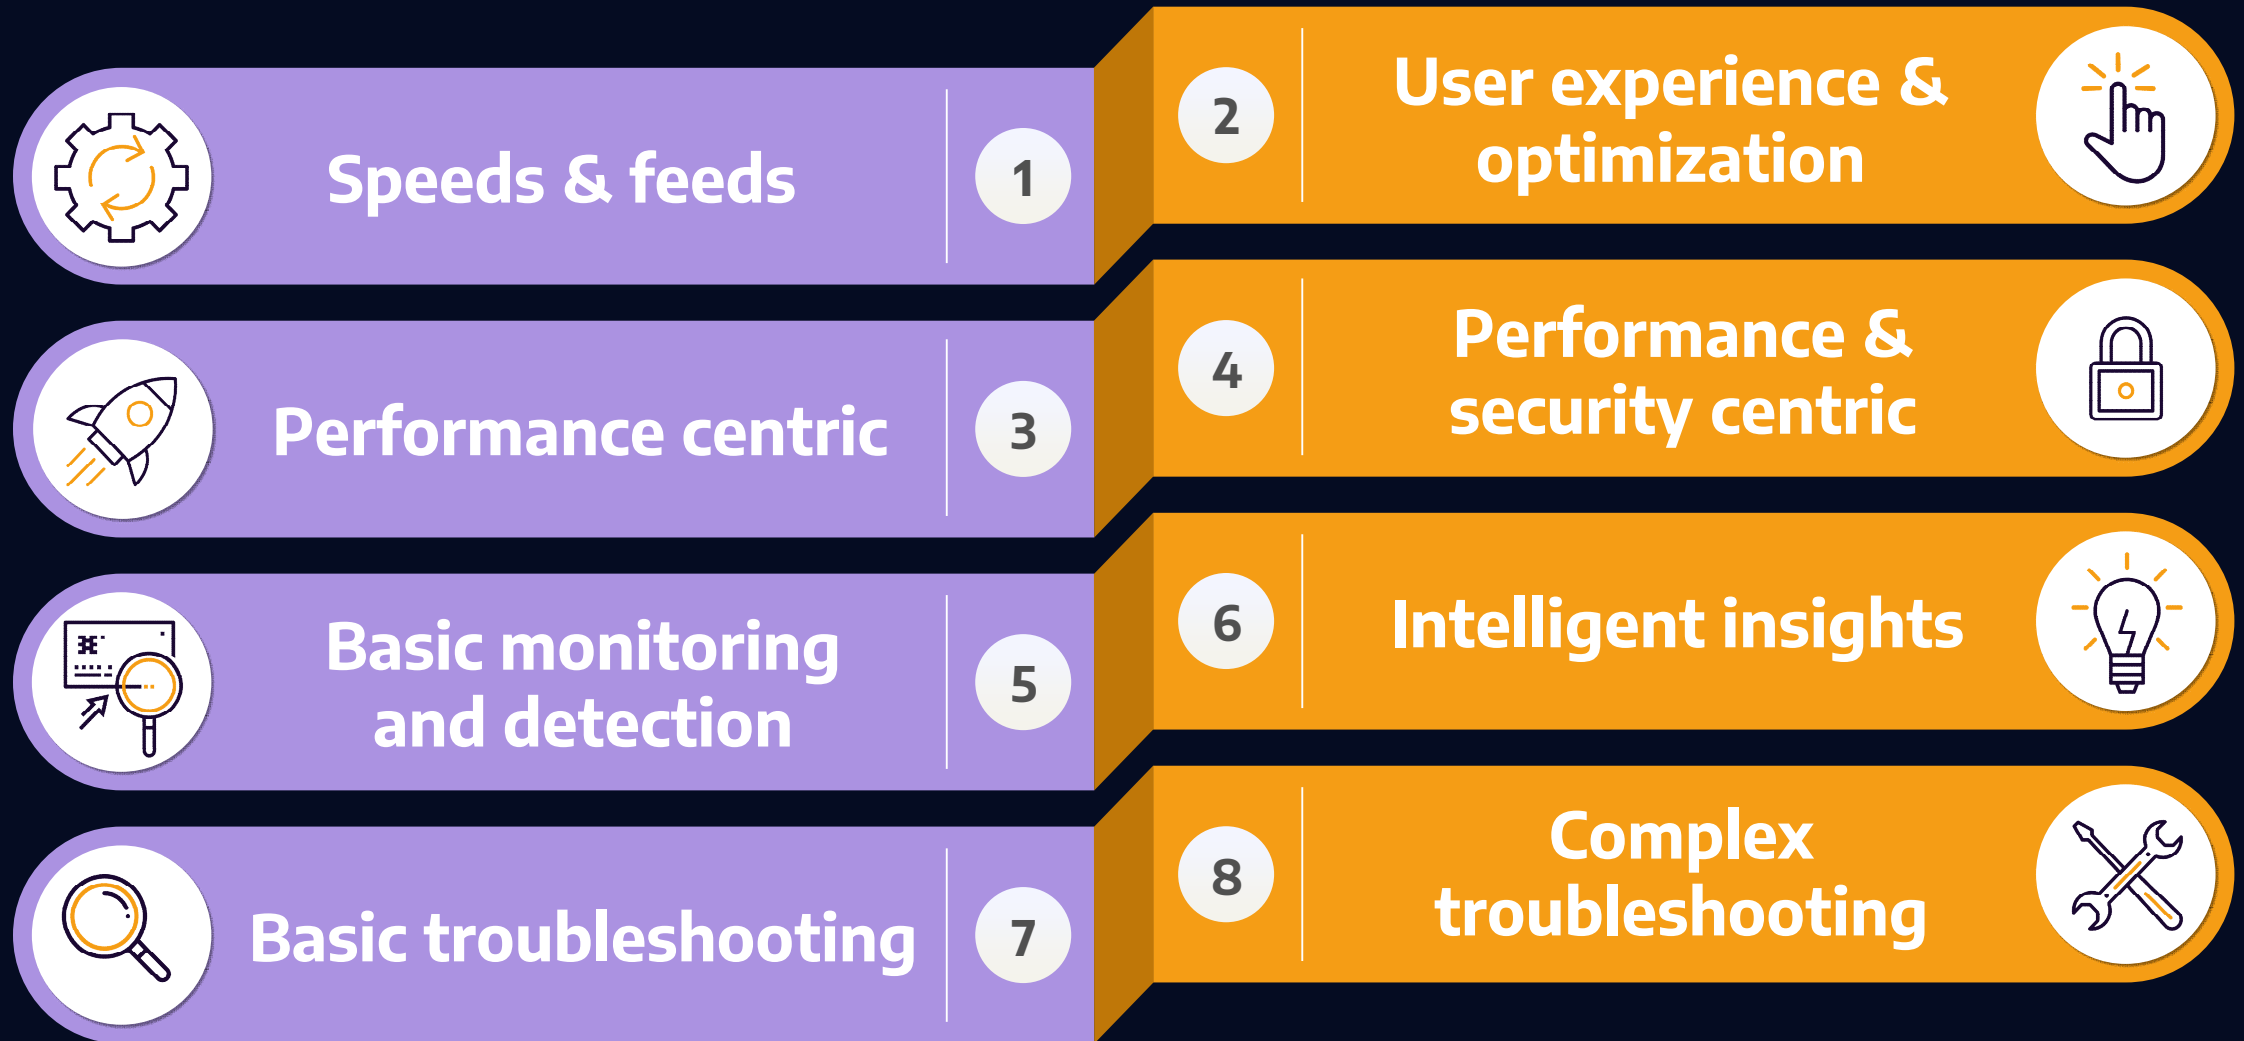 Speeds & feeds
1
2
User experience &
optimization
Performance centric
3
4
Performance &
security centric
Basic monitoring
and detection
5
6
Intelligent insights
Basic troubleshooting
7
8
Complex
troubleshooting